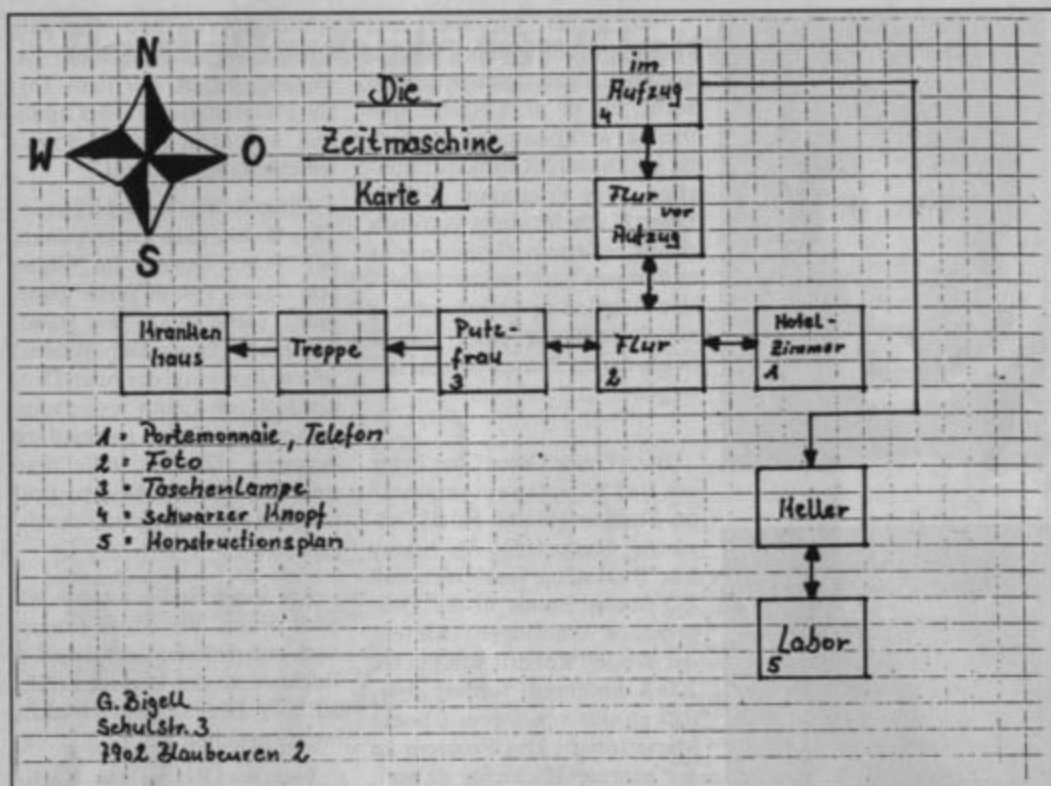 N
W
O
S
Die
Zeitmaschine
Karte 1
im
Aufzug
4
Flur
vor
Aufzug
Kranken
haus
Treppe
Putz-
frau
3
Flur
2
Hotel-
Zimmer
1
1 = Portemonnaie, Telefon
2 = Foto
3 = Taschenlampe
4 = schwarzer Knopf
5 = Konstructionsplan
Keller
Labor
5
G. Bigell
Schulstr. 3
7902 Blaubeuren 2